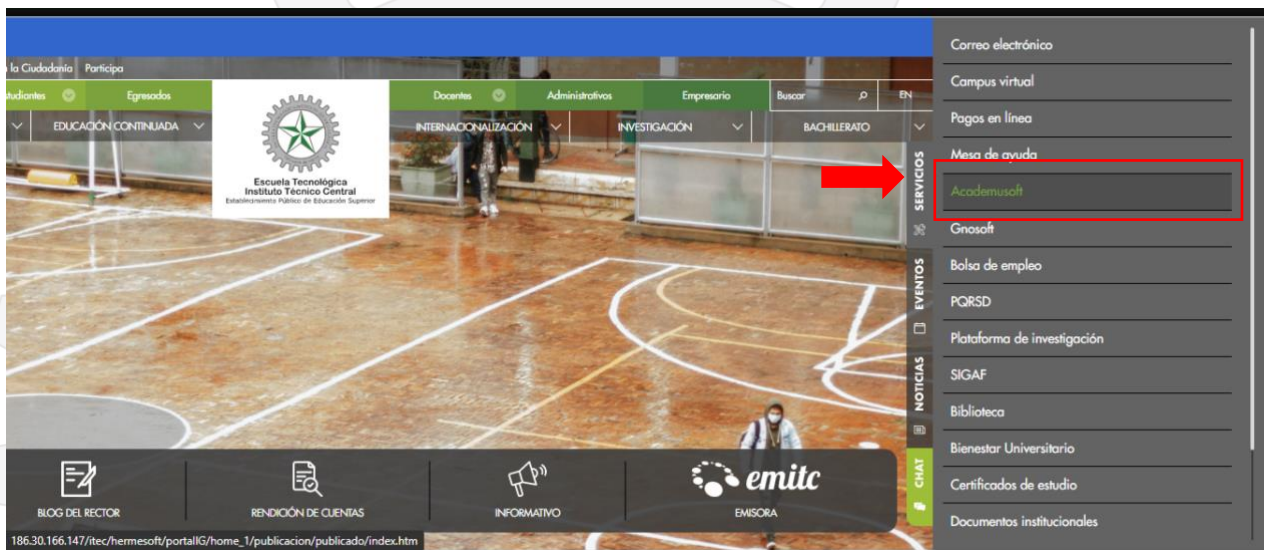 n la Ciudadanía Participa
studiantes Egresados
Docentes Administrativos Empresario Buscar EN
EDUCACIÓN CONTINUADA
INTERNACIONALIZACIÓN INVESTIGACIÓN BACHILLERATO
Escuela Tecnológica
Instituto Técnico Central
Establecimiento Público de Educación Superior
SERVICIOS
EVENTOS
NOTICIAS
CHAT
Correo electrónico
Campus virtual
Pagos en línea
Mesa de ayuda
Academusoft
Gnosoft
Bolsa de empleo
PQRSD
Plataforma de investigación
SIGAF
Biblioteca
Bienestar Universitario
Certificados de estudio
Documentos institucionales
BLOG DEL RECTOR
RENDICIÓN DE CUENTAS
INFORMATIVO
emitc
EMISORA
186.30.166.147/itec/hermesoft/portalIG/home_1/publicacion/publicado/index.htm